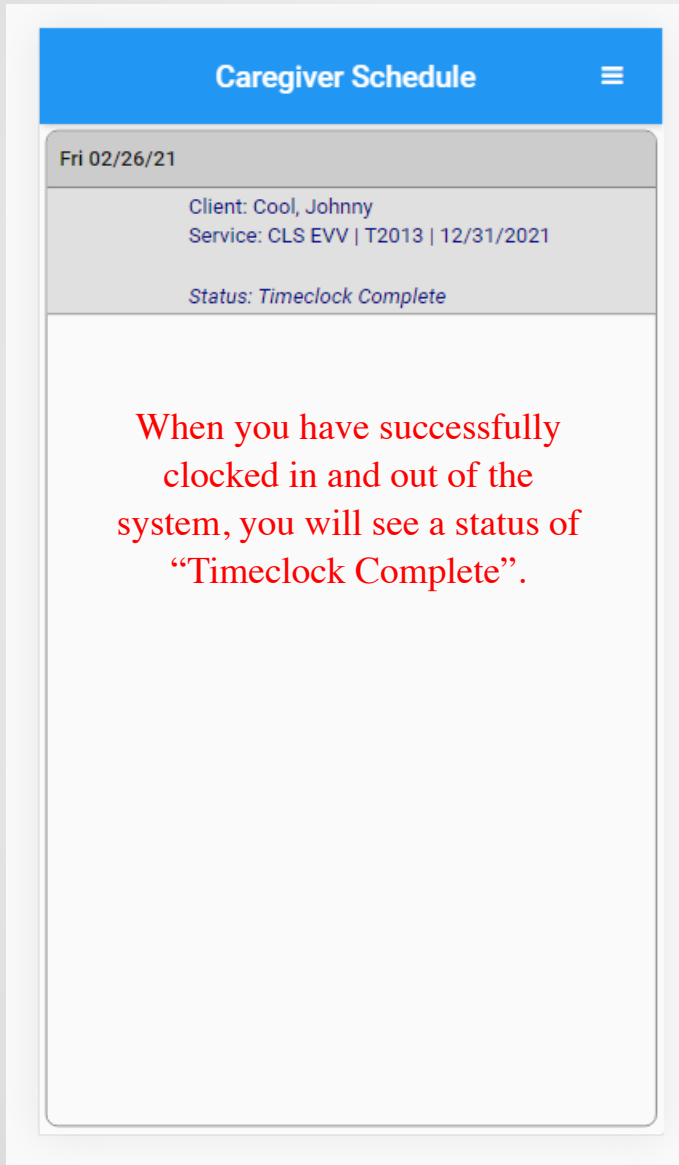 Caregiver Schedule
Fri 02/26/21
Client: Cool, Johnny
Service: CLS EVV | T2013 | 12/31/2021
Status: Timeclock Complete
When you have successfully
clocked in and out of the
system, you will see a status of
“Timeclock Complete”.